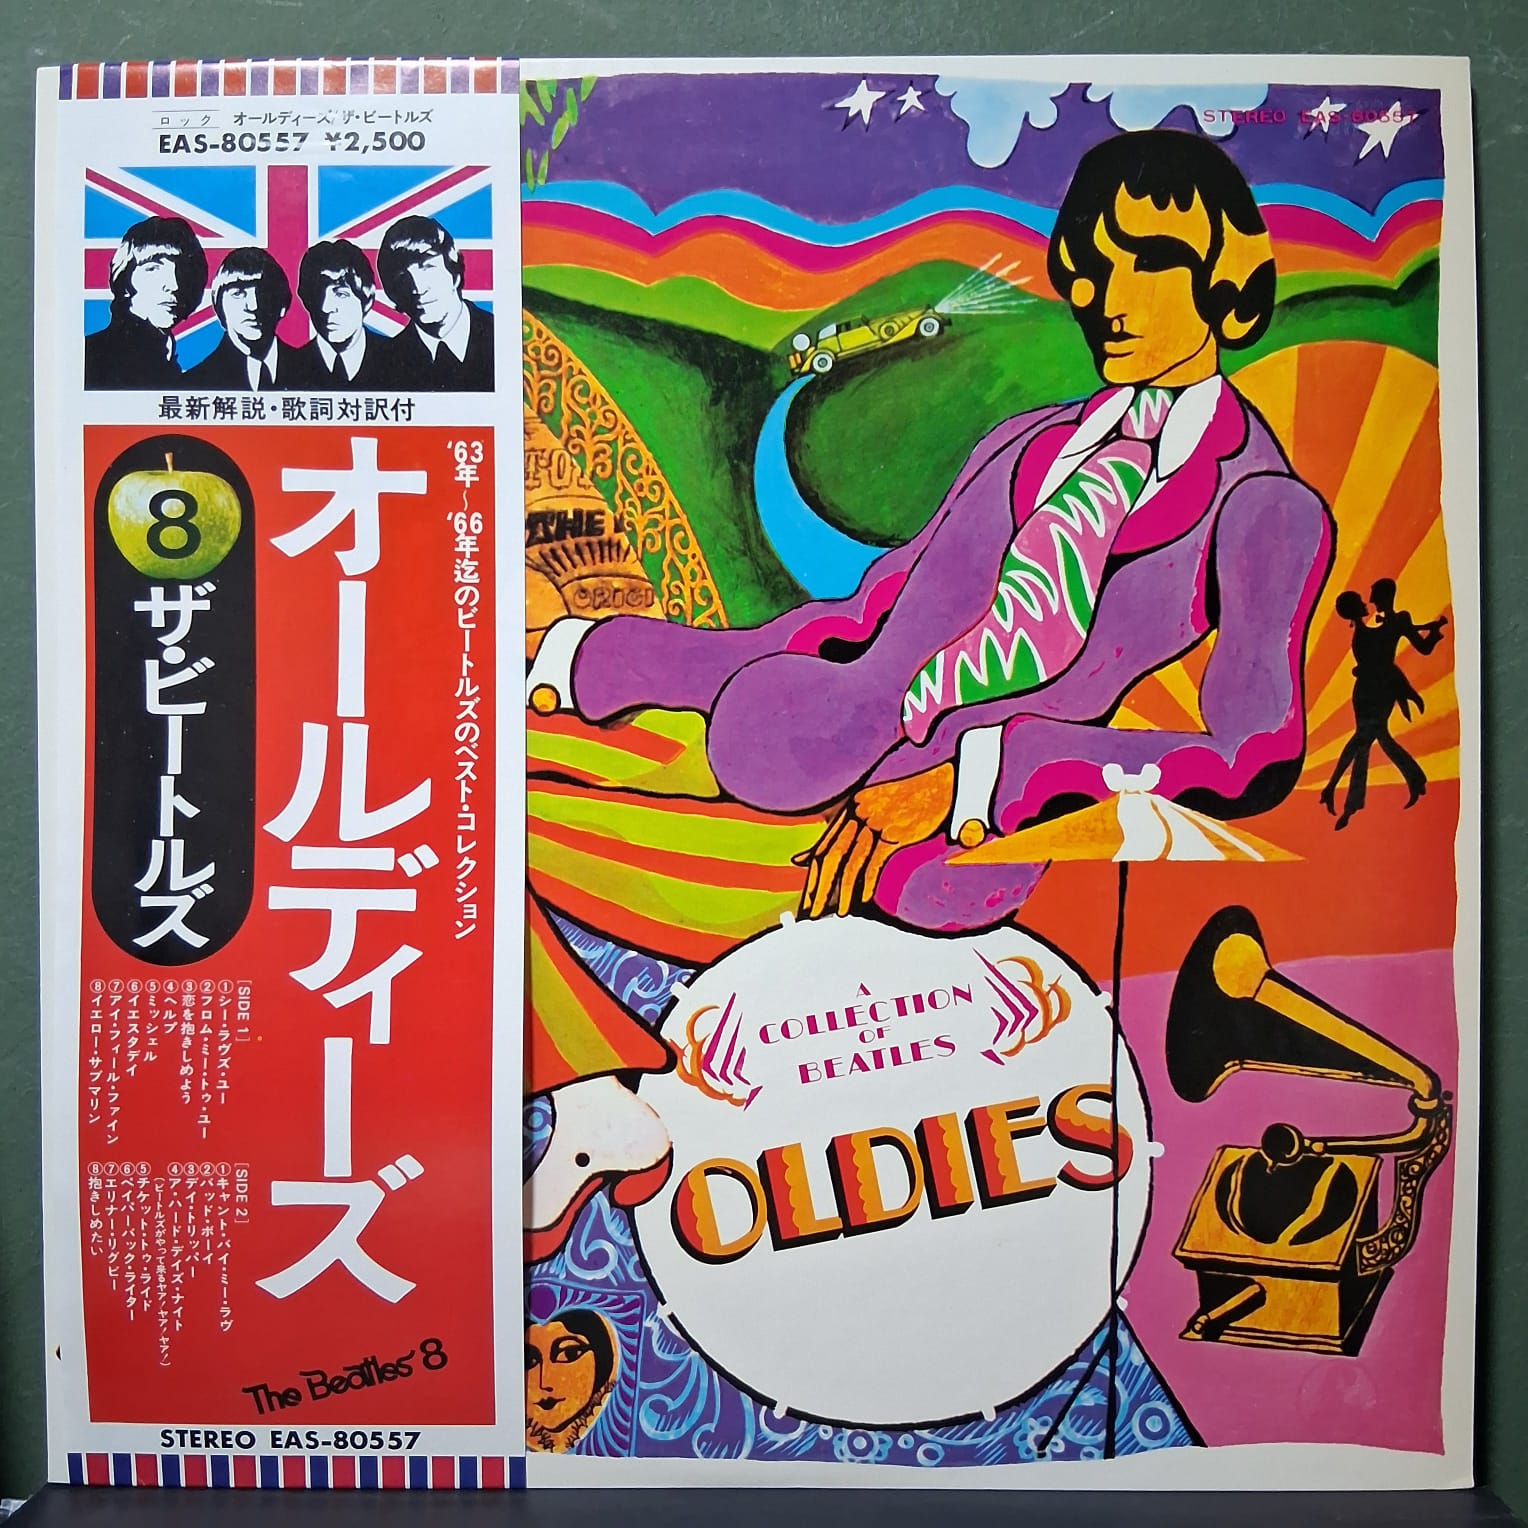 ロック オールディーズ/ザ・ビートルズ
EAS-80557 ¥2,500
最新解説・歌詞対訳付
'63年〜'66年迄のビートルズのベスト・コレクション
オールディーズ
8
ザ・ビートルズ
[SIDE 1]
①シー・ラヴズ・ユー
②フロム・ミー・トゥ・ユー
③恋を抱きしめよう
④ヘルプ
⑤ミッシェル
⑥イエスタデイ
⑦アイ・フィール・ファイン
⑧イエロー・サブマリン
[SIDE 2]
①キャント・バイ・ミー・ラヴ
②バッド・ボーイ
③デイ・トリッパー
④ア・ハード・デイズ・ナイト
(ビートルズがやって来るヤァ!ヤァ!ヤァ!)
⑤チケット・トゥ・ライド
⑥ペイパーバック・ライター
⑦エリナー・リグビー
⑧抱きしめたい
The Beatles 8
STEREO EAS-80557
STEREO EAS-80557
THE
ORIGI
A
COLLECTION
OF
BEATLES
OLDIES